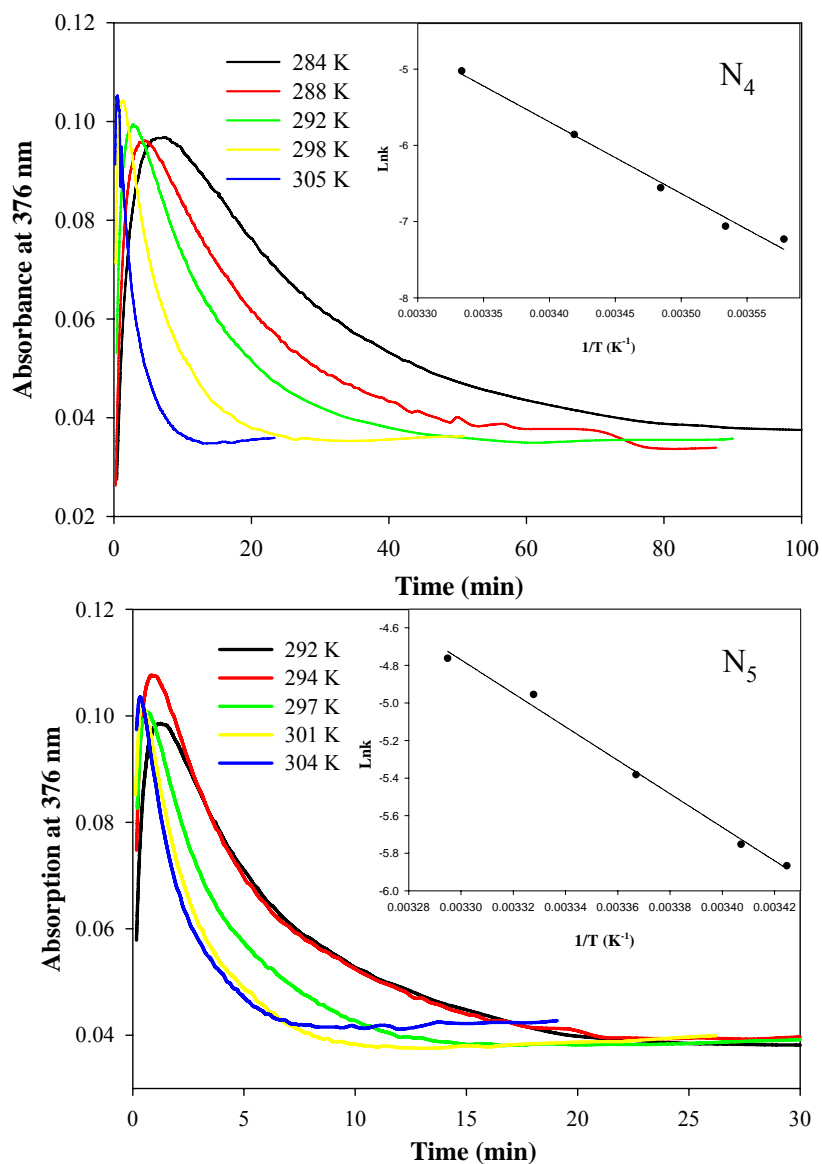 0.12
0.10
0.08
0.06
0.04
0.02
Absorbance at 376 nm
284 K
288 K
292 K
298 K
305 K
N4
-5
-6
-7
-8
Lnk
0.00330 0.00335 0.00340 0.00345 0.00350 0.00355
1/T (K-1)
0 20 40 60 80 100
Time (min)
0.12
0.10
0.08
0.06
0.04
Absorption at 376 nm
292 K
294 K
297 K
301 K
304 K
N5
-4.6
-4.8
-5.0
-5.2
-5.4
-5.6
-5.8
-6.0
Lnk
0.00328 0.00330 0.00332 0.00334 0.00336 0.00338 0.00340 0.00342
1/T (K-1)
0 5 10 15 20 25 30
Time (min)